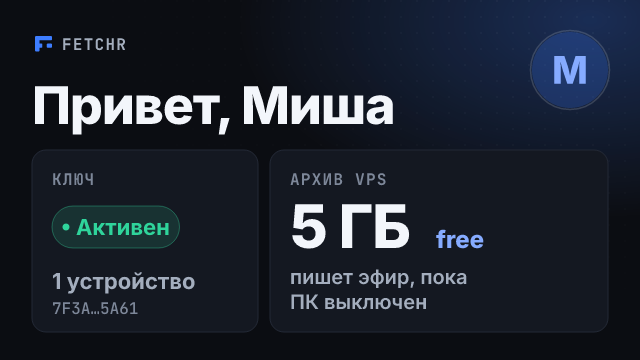 FETCHR
M
Привет, Миша
КЛЮЧ
• Активен
1 устройство
7F3A…5A61
АРХИВ VPS
5 ГБ free
пишет эфир, пока
ПК выключен